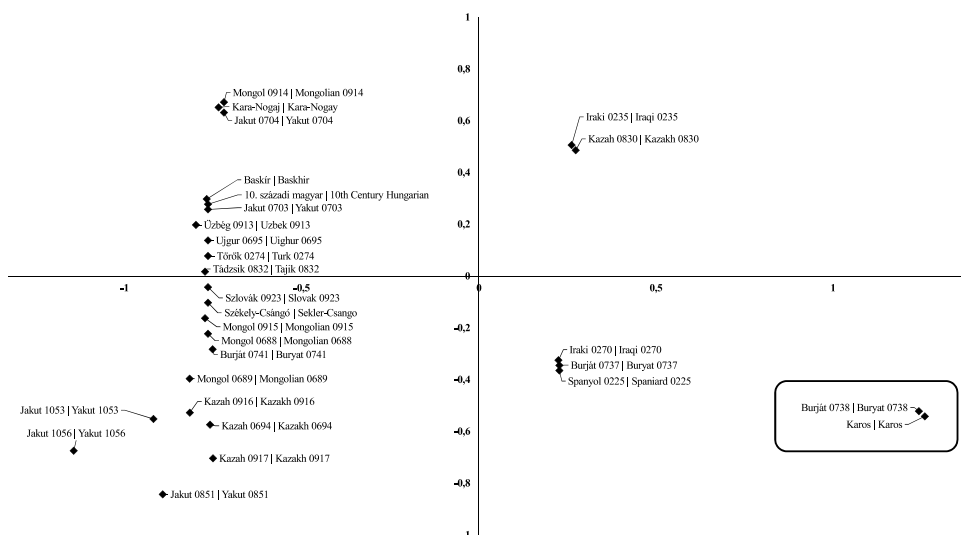 1
0,8
Mongol 0914 | Mongolian 0914
Kara-Nogaj | Kara-Nogay
Jakut 0704 | Yakut 0704
0,6
Iraki 0235 | Iraqi 0235
Kazah 0830 | Kazakh 0830
0,4
Baskír | Baskhir
10. századi magyar | 10th Century Hungarian
Jakut 0703 | Yakut 0703
0,2
Üzbég 0913 | Uzbek 0913
Ujgur 0695 | Uighur 0695
Török 0274 | Turk 0274
Tádzsik 0832 | Tajik 0832
0
-1
-0,5
0
0,5
1
Szlovák 0923 | Slovak 0923
Székely-Csángó | Sekler-Csango
Mongol 0915 | Mongolian 0915
-0,2
Mongol 0688 | Mongolian 0688
Burját 0741 | Buryat 0741
Iraki 0270 | Iraqi 0270
Burját 0737 | Buryat 0737
Spanyol 0225 | Spaniard 0225
Mongol 0689 | Mongolian 0689
-0,4
Kazah 0916 | Kazakh 0916
Jakut 1053 | Yakut 1053
Burját 0738 | Buryat 0738
Karos | Karos
Kazah 0694 | Kazakh 0694
Jakut 1056 | Yakut 1056
-0,6
Kazah 0917 | Kazakh 0917
-0,8
Jakut 0851 | Yakut 0851
-1